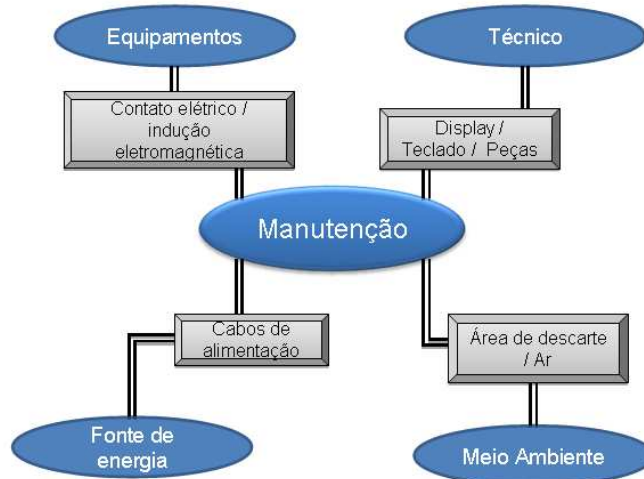 Equipamentos
Técnico
Contato elétrico /
indução
eletromagnética
Display /
Teclado / Peças
Manutenção
Cabos de
alimentação
Área de descarte
/ Ar
Fonte de
energia
Meio Ambiente